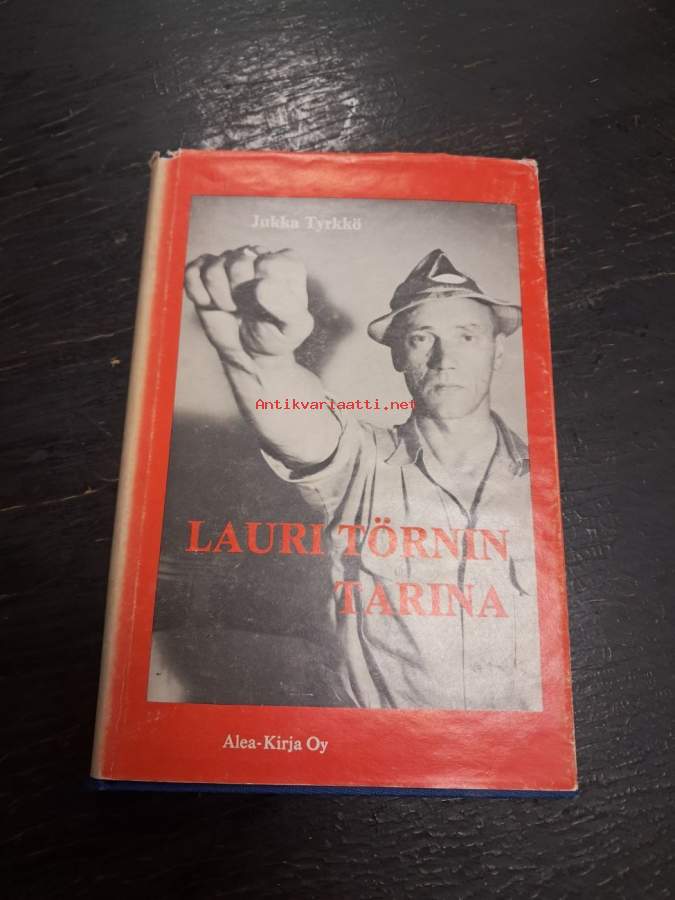 Jukka Tyrkkö
Antikvariaatti.net
LAURI TÖRNIN
TARINA
Alea-Kirja Oy